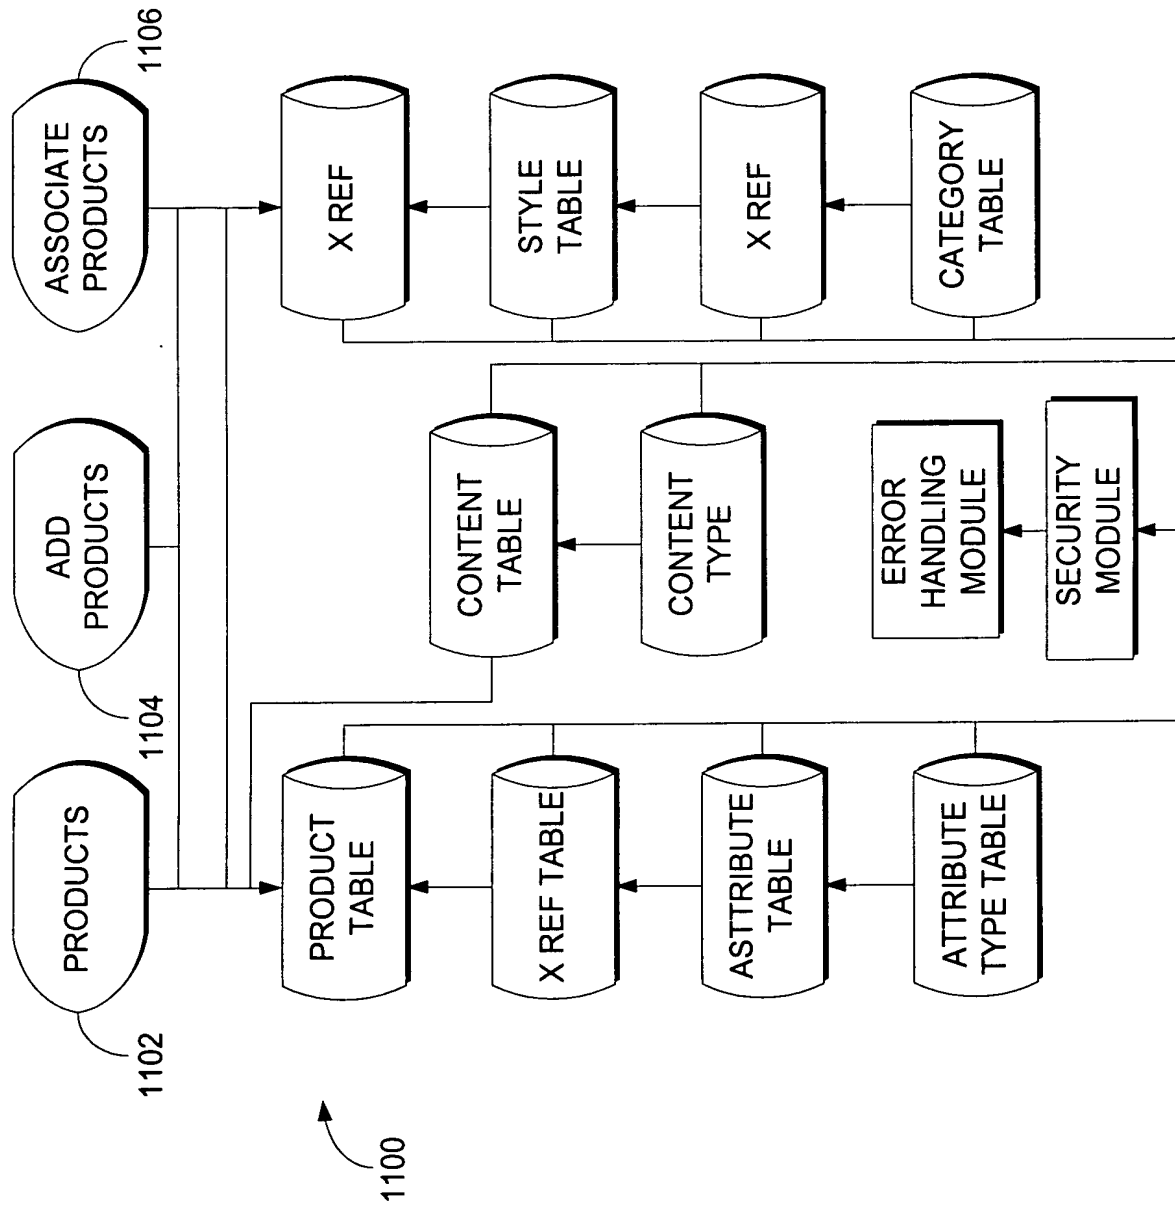 PRODUCTS
1102
ADD
PRODUCTS
1104
ASSOCIATE
PRODUCTS
1106
1100
PRODUCT
TABLE
X REF TABLE
ASTTRIBUTE
TABLE
ATTRIBUTE
TYPE TABLE
CONTENT
TABLE
CONTENT
TYPE
ERROR
HANDLING
MODULE
SECURITY
MODULE
X REF
STYLE
TABLE
X REF
CATEGORY
TABLE